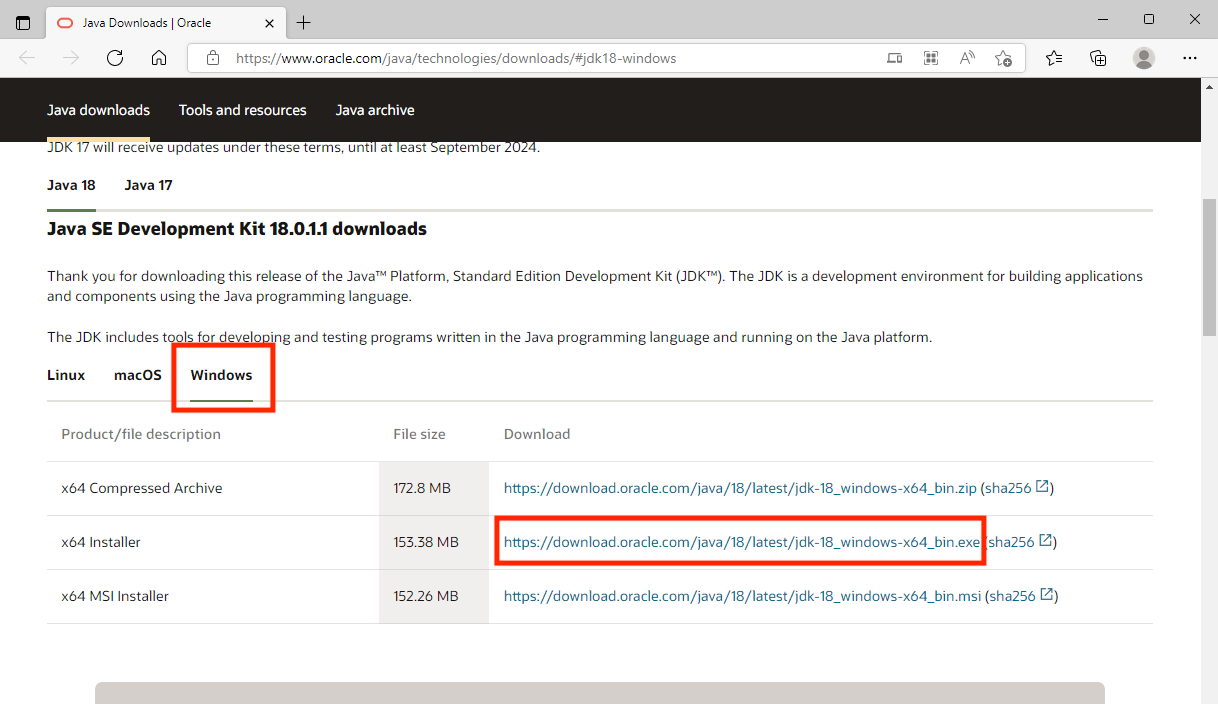 Java Downloads | Oracle
https://www.oracle.com/java/technologies/downloads/#jdk18-windows
Java downloads Tools and resources Java archive
JDK 17 will receive updates under these terms, until at least September 2024.
Java 18 Java 17
Java SE Development Kit 18.0.1.1 downloads
Thank you for downloading this release of the Java™ Platform, Standard Edition Development Kit (JDK™). The JDK is a development environment for building applications
and components using the Java programming language.
The JDK includes tools for developing and testing programs written in the Java programming language and running on the Java platform.
Linux macOS Windows
Product/file description File size Download
x64 Compressed Archive 172.8 MB https://download.oracle.com/java/18/latest/jdk-18_windows-x64_bin.zip (sha256)
x64 Installer 153.38 MB https://download.oracle.com/java/18/latest/jdk-18_windows-x64_bin.exe (sha256)
x64 MSI Installer 152.26 MB https://download.oracle.com/java/18/latest/jdk-18_windows-x64_bin.msi (sha256)